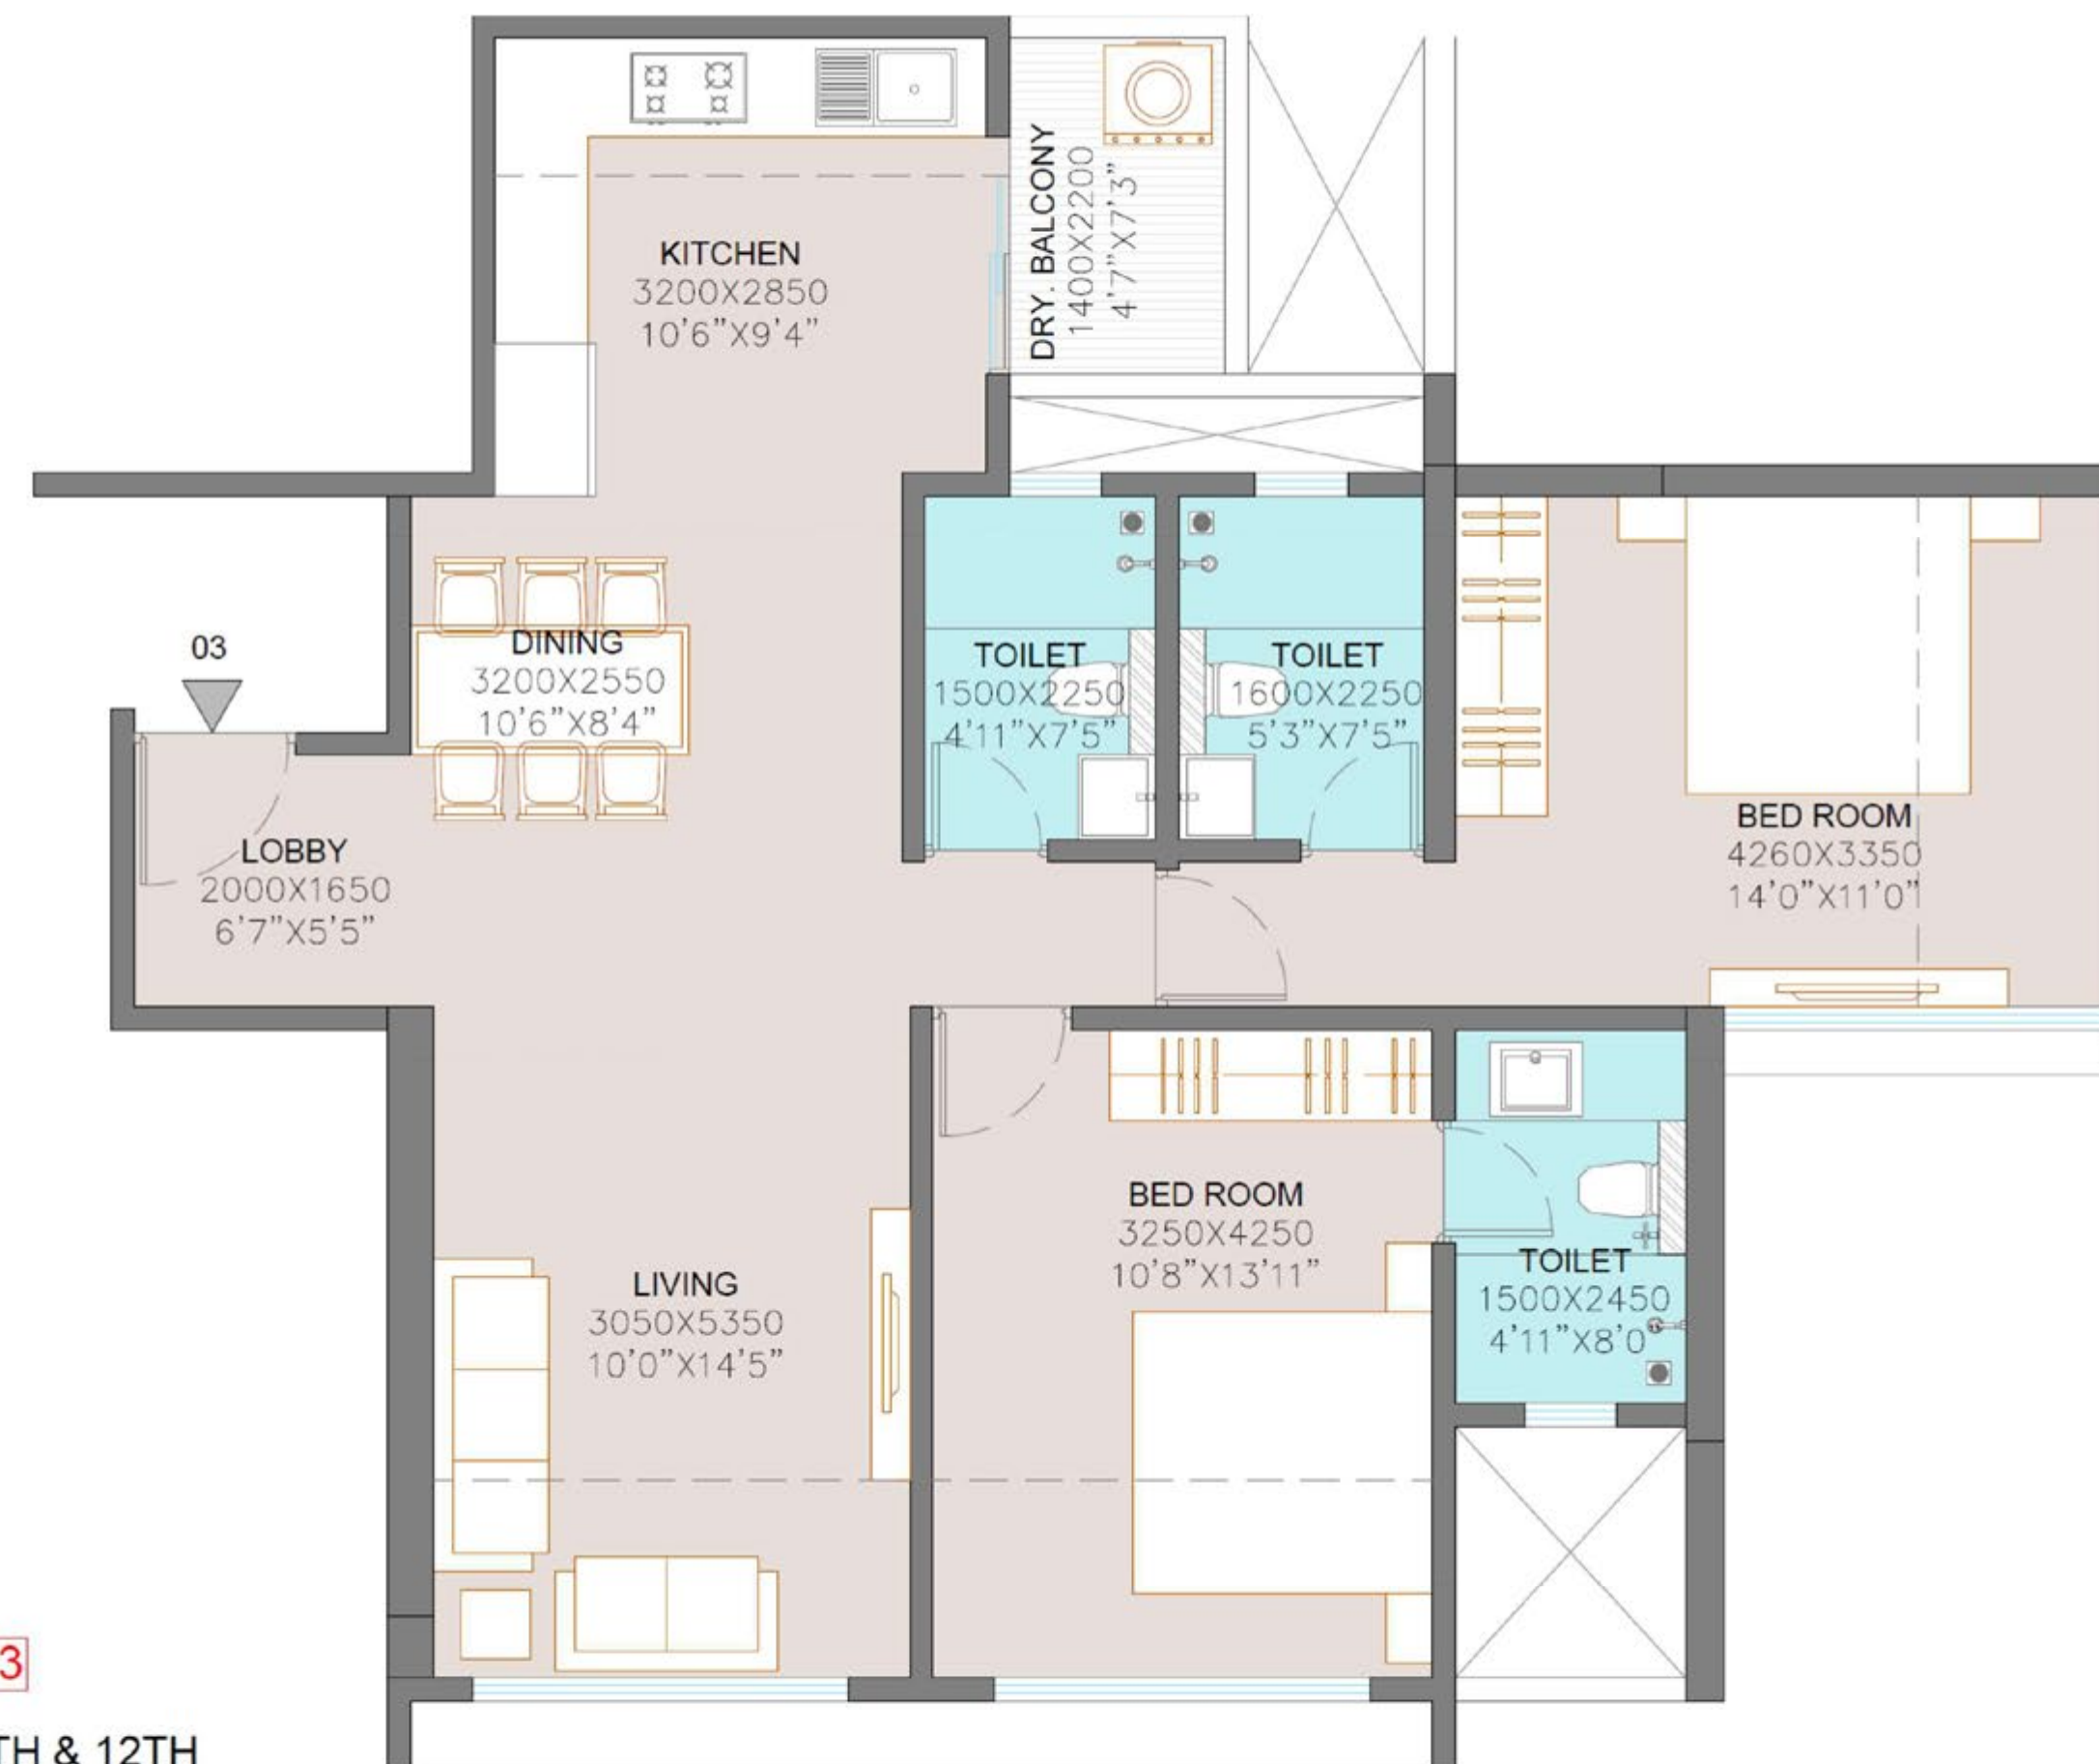 KITCHEN
3200X2850
10'6"X9'4"
DRY. BALCONY
1400X2200
4'7"X7'3"
03
DINING
3200X2550
10'6"X8'4"
TOILET
1500X2250
4'11"X7'5"
TOILET
1600X2250
5'3"X7'5"
BED ROOM
4260X3350
14'0"X11'0"
LOBBY
2000X1650
6'7"X5'5"
BED ROOM
3250X4250
10'8"X13'11"
TOILET
1500X2450
4'11"X8'0
LIVING
3050X5350
10'0"X14'5"
3
TH & 12TH